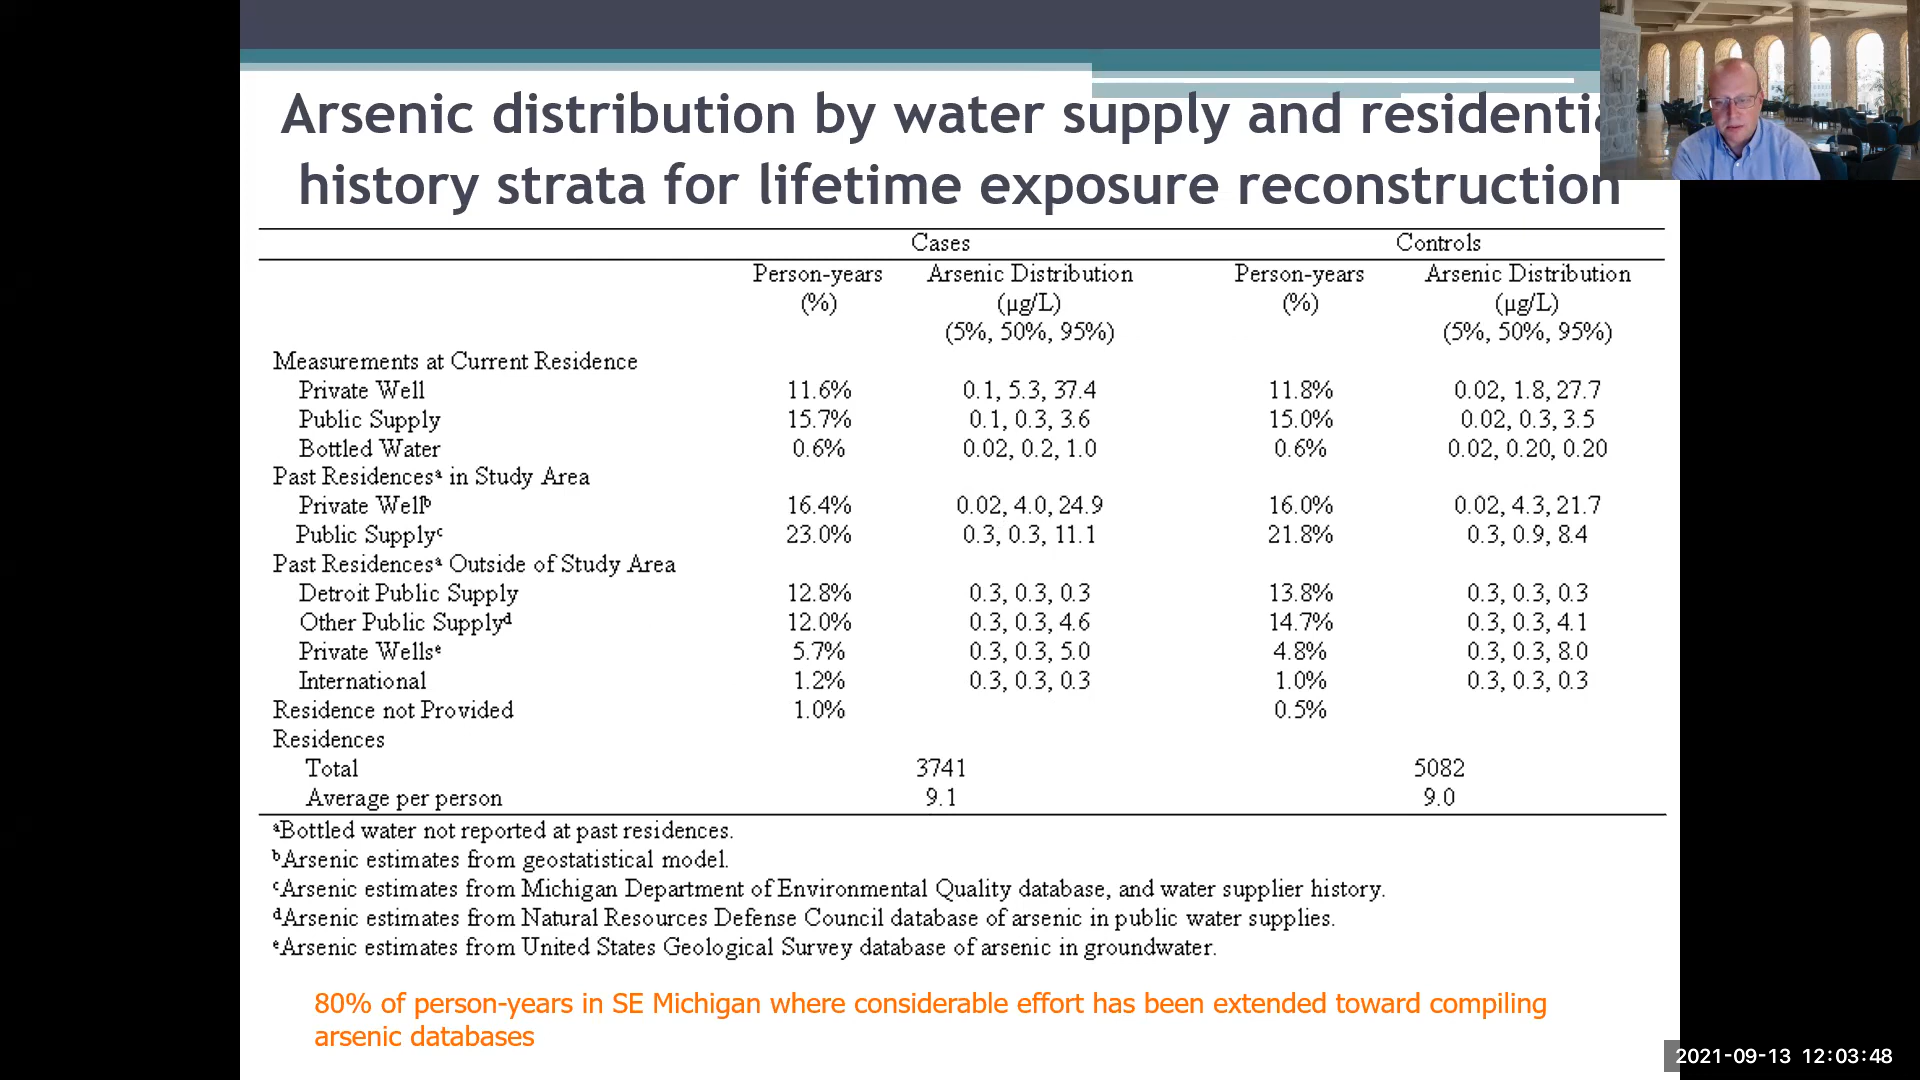 Arsenic distribution by water supply and residentia
history strata for lifetime exposure reconstruction
Cases Controls
Person-years Arsenic Distribution Person-years Arsenic Distribution
(%) (µg/L) (%) (µg/L)
(5%, 50%, 95%) (5%, 50%, 95%)
Measurements at Current Residence
Private Well 11.6% 0.1, 5.3, 37.4 11.8% 0.02, 1.8, 27.7
Public Supply 15.7% 0.1, 0.3, 3.6 15.0% 0.02, 0.3, 3.5
Bottled Water 0.6% 0.02, 0.2, 1.0 0.6% 0.02, 0.20, 0.20
Past Residencesᵃ in Study Area
Private Wellᵇ 16.4% 0.02, 4.0, 24.9 16.0% 0.02, 4.3, 21.7
Public Supplyᶜ 23.0% 0.3, 0.3, 11.1 21.8% 0.3, 0.9, 8.4
Past Residencesᵃ Outside of Study Area
Detroit Public Supply 12.8% 0.3, 0.3, 0.3 13.8% 0.3, 0.3, 0.3
Other Public Supplyᵈ 12.0% 0.3, 0.3, 4.6 14.7% 0.3, 0.3, 4.1
Private Wellsᵉ 5.7% 0.3, 0.3, 5.0 4.8% 0.3, 0.3, 8.0
International 1.2% 0.3, 0.3, 0.3 1.0% 0.3, 0.3, 0.3
Residence not Provided 1.0% 0.5%
Residences
Total 3741 5082
Average per person 9.1 9.0
ᵃBottled water not reported at past residences.
ᵇArsenic estimates from geostatistical model.
ᶜArsenic estimates from Michigan Department of Environmental Quality database, and water supplier history.
ᵈArsenic estimates from Natural Resources Defense Council database of arsenic in public water supplies.
ᵉArsenic estimates from United States Geological Survey database of arsenic in groundwater.
80% of person-years in SE Michigan where considerable effort has been extended toward compiling
arsenic databases
2021-09-13 12:03:48